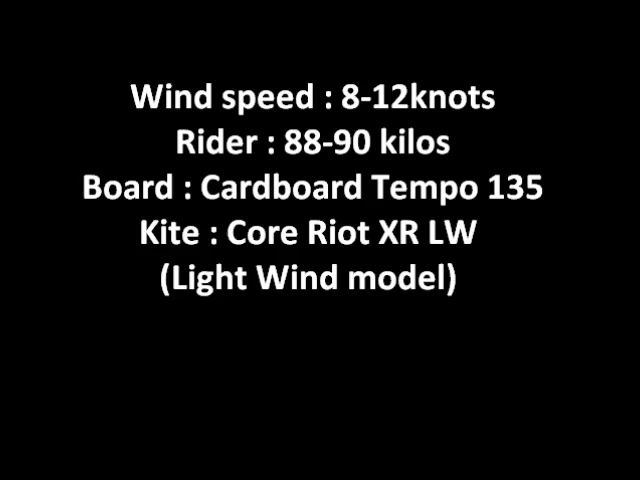 Wind speed : 8-12knots
Rider : 88-90 kilos
Board : Cardboard Tempo 135
Kite : Core Riot XR LW
(Light Wind model)